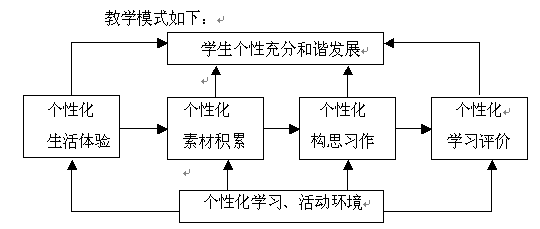 教学模式如下：
学生个性充分和谐发展
个性化
生活体验
个性化
素材积累
个性化
构思习作
个性化
学习评价
个性化学习、活动环境